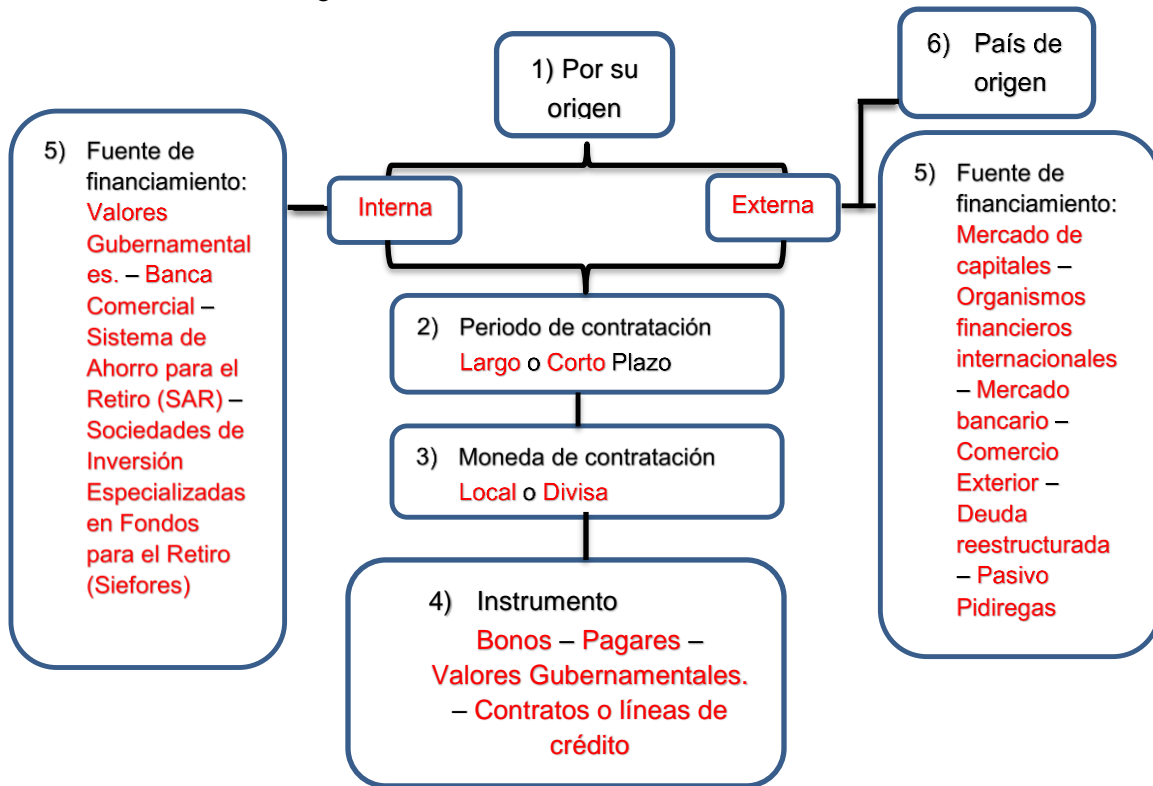 1) Por su
origen
6) País de
origen
5) Fuente de
financiamiento:
Valores
Gubernamental
es. – Banca
Comercial –
Sistema de
Ahorro para el
Retiro (SAR) –
Sociedades de
Inversión
Especializadas
en Fondos
para el Retiro
(Siefores)
Interna
Externa
5) Fuente de
financiamiento:
Mercado de
capitales –
Organismos
financieros
internacionales
– Mercado
bancario –
Comercio
Exterior –
Deuda
reestructurada
– Pasivo
Pidiregas
2) Periodo de contratación
Largo o Corto Plazo
3) Moneda de contratación
Local o Divisa
4) Instrumento
Bonos – Pagares –
Valores Gubernamentales.
– Contratos o líneas de
crédito